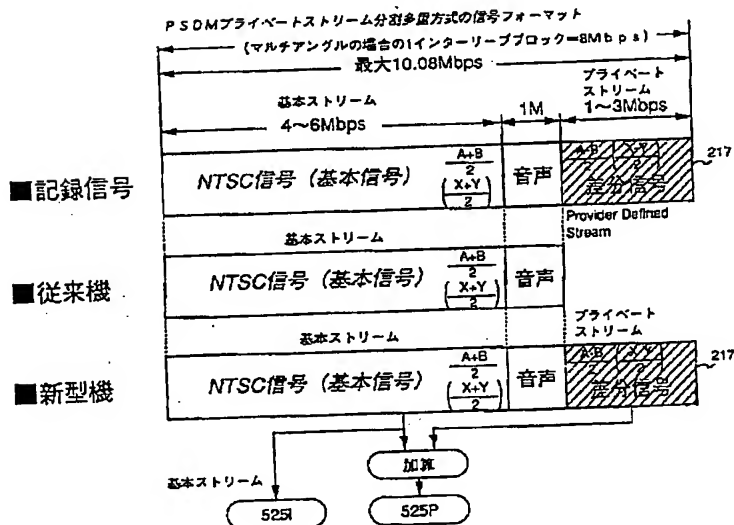 PSDMプライベートストリーム分割多重方式の信号フォーマット
(マルチアングルの場合の1インターリーブブロック=8Mbps)
最大10.08Mbps
基本ストリーム
4〜6Mbps
1M
プライベート
ストリーム
1〜3Mbps
■記録信号
NTSC信号 (基本信号)
A+B
2
(X+Y
2)
音声
A-B
2
X-Y
2
差分信号
217
Provider Defined
Stream
基本ストリーム
■従来機
NTSC信号 (基本信号)
A+B
2
(X+Y
2)
音声
基本ストリーム
プライベート
ストリーム
■新型機
NTSC信号 (基本信号)
A+B
2
(X+Y
2)
音声
A-B
2
X-Y
2
差分信号
217
加算
基本ストリーム
525I
525P